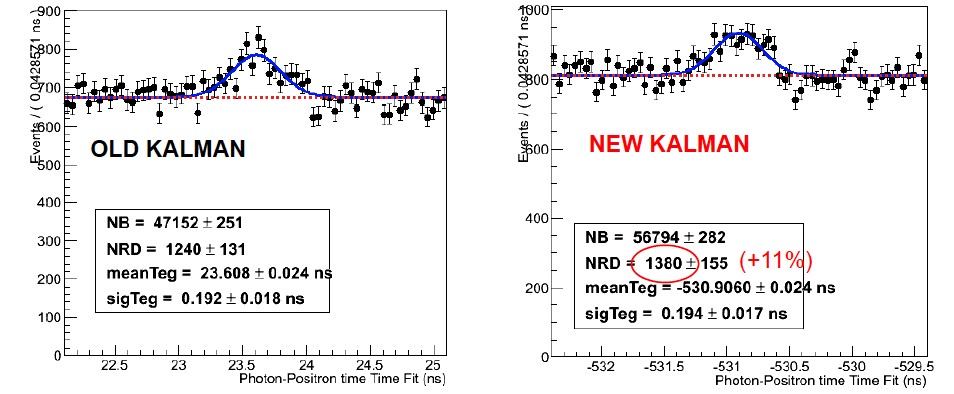 Events / ( 0.0428571 ns )
900
800
700
600
500
400
300
200
100
0
OLD KALMAN
NB = 47152 ± 251
NRD = 1240 ± 131
meanTeg = 23.608 ± 0.024 ns
sigTeg = 0.192 ± 0.018 ns
22.5 23 23.5 24 24.5 25
Photon-Positron time Time Fit (ns)
1000
800
600
400
200
0
NEW KALMAN
NB = 56794 ± 282
NRD = 1380 ± 155 (+11%)
meanTeg = -530.9060 ± 0.024 ns
sigTeg = 0.194 ± 0.017 ns
-532 -531.5 -531 -530.5 -530 -529.5
Photon-Positron time Time Fit (ns)